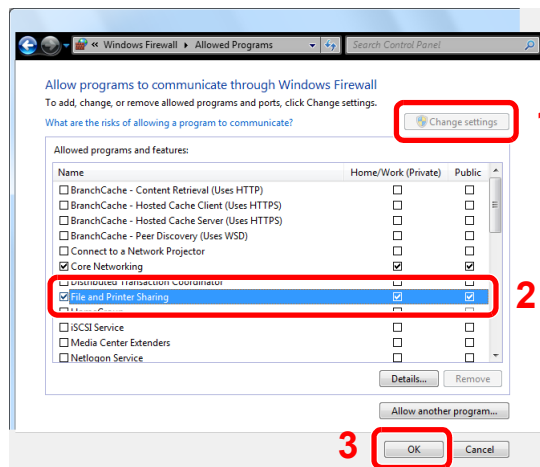 « Windows Firewall ▸ Allowed Programs Search Control Panel
Allow programs to communicate through Windows Firewall
To add, change, or remove allowed programs and ports, click Change settings.
What are the risks of allowing a program to communicate? Change settings
Allowed programs and features:
Name Home/Work (Private) Public
BranchCache - Content Retrieval (Uses HTTP)
BranchCache - Hosted Cache Client (Uses HTTPS)
BranchCache - Hosted Cache Server (Uses HTTPS)
BranchCache - Peer Discovery (Uses WSD)
Connect to a Network Projector
Core Networking
Distributed Transaction Coordinator
File and Printer Sharing 2
HomeGroup
iSCSI Service
Media Center Extenders
Netlogon Service
Details... Remove
Allow another program...
3 OK Cancel